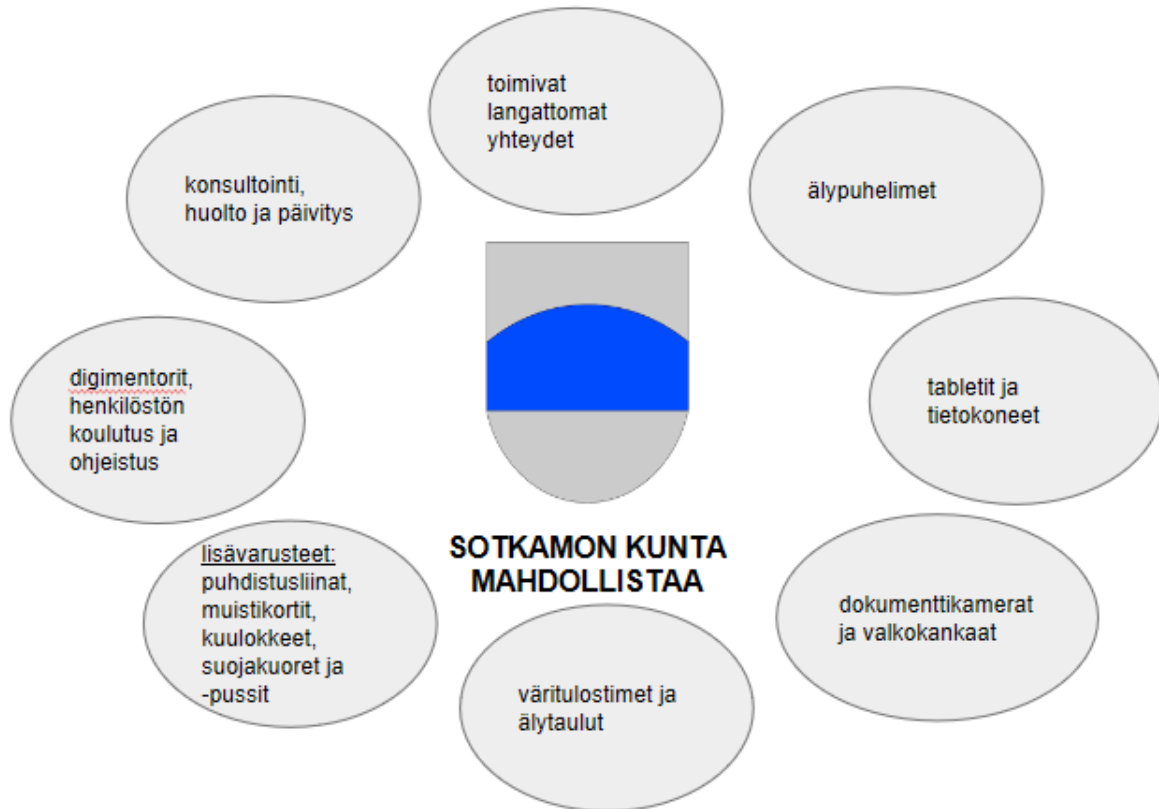 toimivat
langattomat
yhteydet
älypuhelimet
tabletit ja
tietokoneet
dokumenttikamerat
ja valkokankaat
väritulostimet ja
älytaulut
lisävarusteet:
puhdistusliinat,
muistikortit,
kuulokkeet,
suojakuoret ja
-pussit
digimentorit,
henkilöstön
koulutus ja
ohjeistus
konsultointi,
huolto ja päivitys
SOTKAMON KUNTA
MAHDOLLISTAA